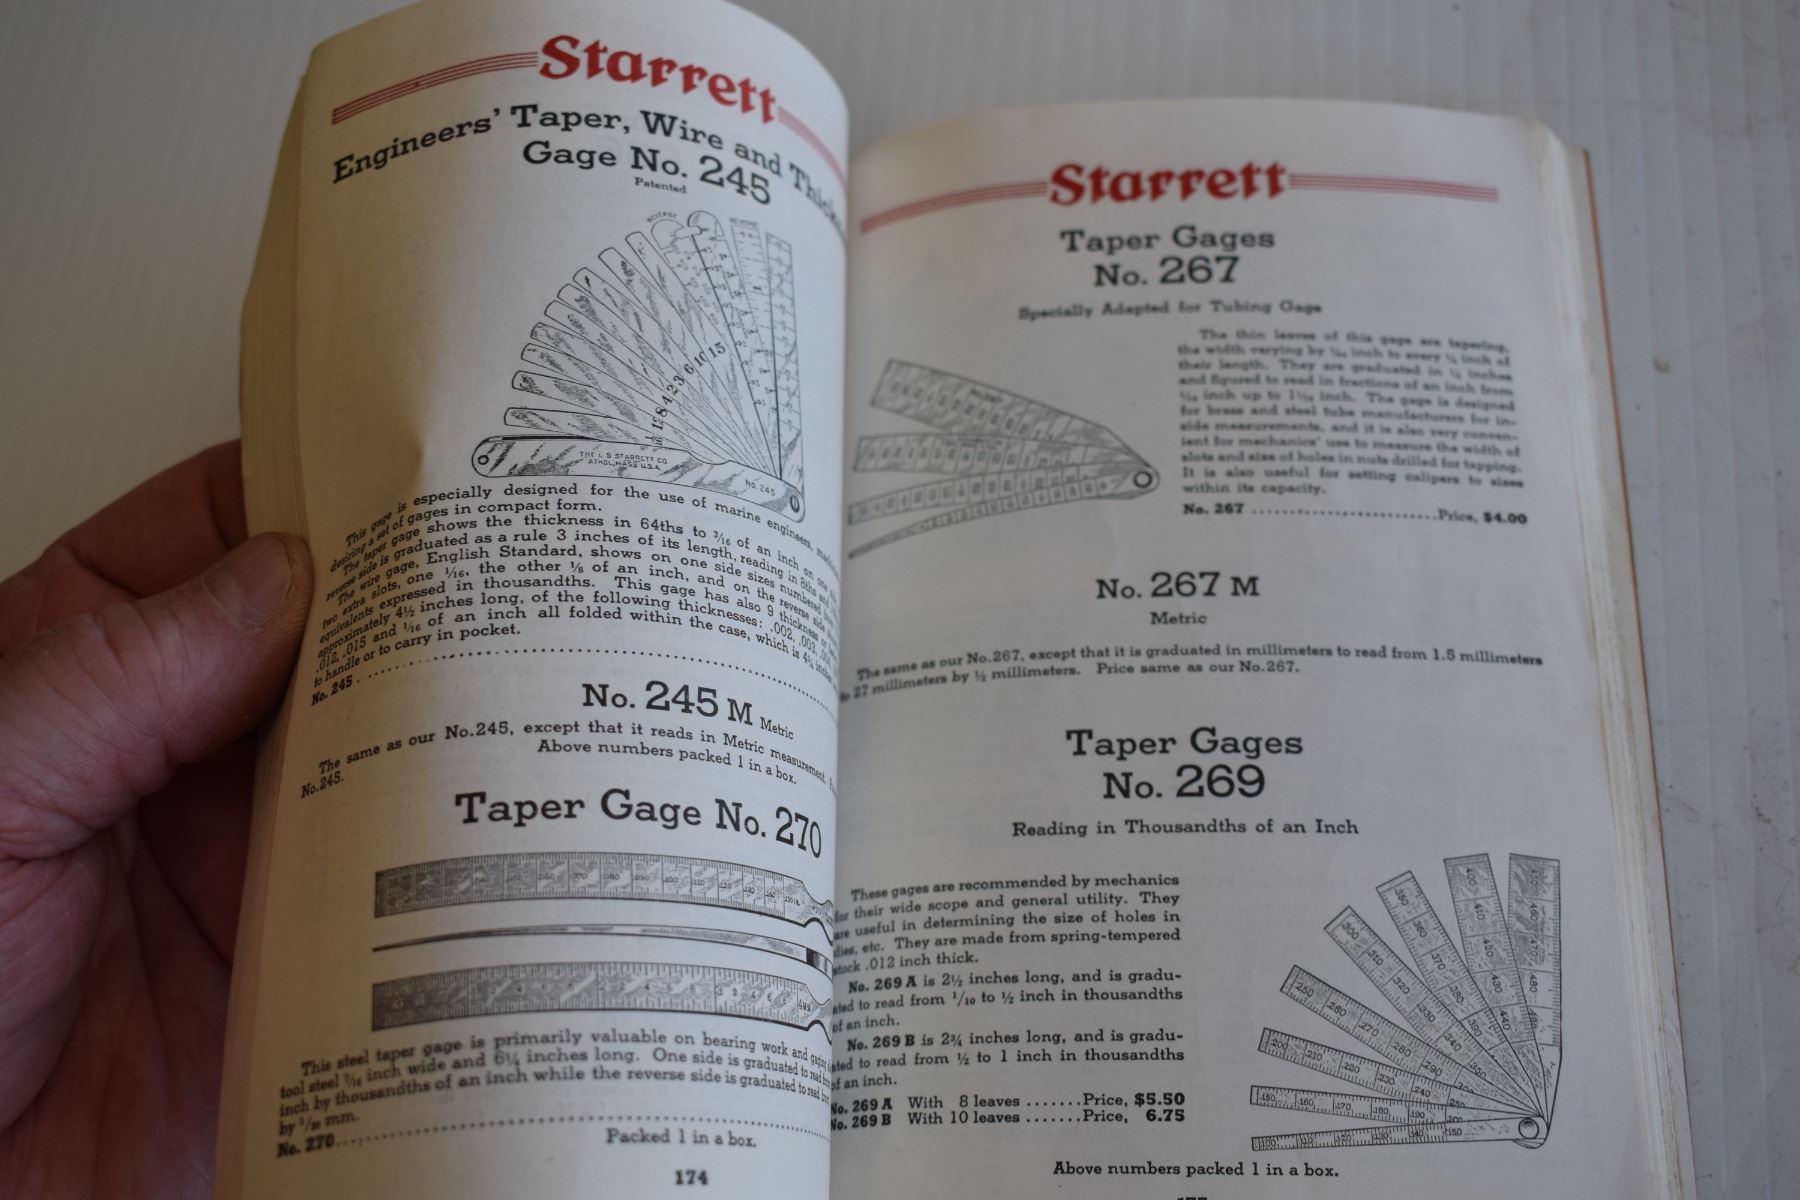 Starrett
Engineers' Taper, Wire and
Gage No. 245
Patented
REVERSE
REVERSE
15
10
6
3
2
4
8
12
THE L S STARRETT CO.
ATHOL, MASS. U.S.A.
NO. 245
This gage is especially designed for the use of marine engineers,
desiring a set of gages in compact form.
The taper gage shows the thickness in 64ths to 3/16 of an inch on one
reverse side is graduated as a rule 3 inches of its length, reading in 8ths and
The wire gage, English Standard, shows on one side sizes numbered
two extra slots, one 1/16, the other 1/8 of an inch, and on the reverse side
equivalents expressed in thousandths. This gage has also 9 thickness
approximately 4½ inches long, of the following thicknesses: .002, .003,
.012, .015 and 1/16 of an inch all folded within the case, which is
to handle or to carry in pocket.
No. 245
No. 245 M Metric
The same as our No.245, except that it reads in Metric measurement.
No.245.
Above numbers packed 1 in a box.
Taper Gage No. 270
This steel taper gage is primarily valuable on bearing work and
tool steel inch wide and 6¼ inches long. One side is graduated to read
inch by thousandths of an inch while the reverse side is graduated to read
by mm.
No. 270
Packed 1 in a box.
174
Starrett
Taper Gages
No. 267
Specially Adapted for Tubing Gage
The thin leaves of this gage are tapering,
the width varying by inch to every inch of
their length. They are graduated in inches
and figured to read in fractions of an inch from
inch up to inch. The gage is designed
for brass and steel tube manufacturers for in-
side measurements, and it is also very conven-
ient for mechanics' use to measure the width of
slots and size of holes in nuts drilled for tapping.
It is also useful for setting calipers to sizes
within its capacity.
No. 267 ..............................Price, $4.00
No. 267 M
Metric
The same as our No.267, except that it is graduated in millimeters to read from 1.5 millimeters
to 27 millimeters by ½ millimeters. Price same as our No.267.
Taper Gages
No. 269
Reading in Thousandths of an Inch
These gages are recommended by mechanics
for their wide scope and general utility. They
are useful in determining the size of holes in
dies, etc. They are made from spring-tempered
stock .012 inch thick.
No. 269 A is 2½ inches long, and is gradu-
ated to read from 1/10 to ½ inch in thousandths
of an inch.
No. 269 B is 2¾ inches long, and is gradu-
ated to read from ½ to 1 inch in thousandths
of an inch.
No. 269 A With 8 leaves .......Price, $5.50
No. 269 B With 10 leaves .......Price, 6.75
Above numbers packed 1 in a box.